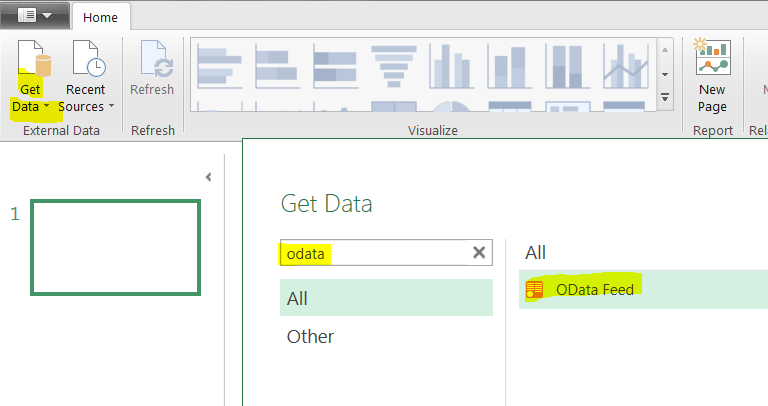 Home
Get
Data
Recent
Sources
Refresh
New
Page
External Data
Refresh
Visualize
Report
1
Get Data
odata
All
Other
All
OData Feed